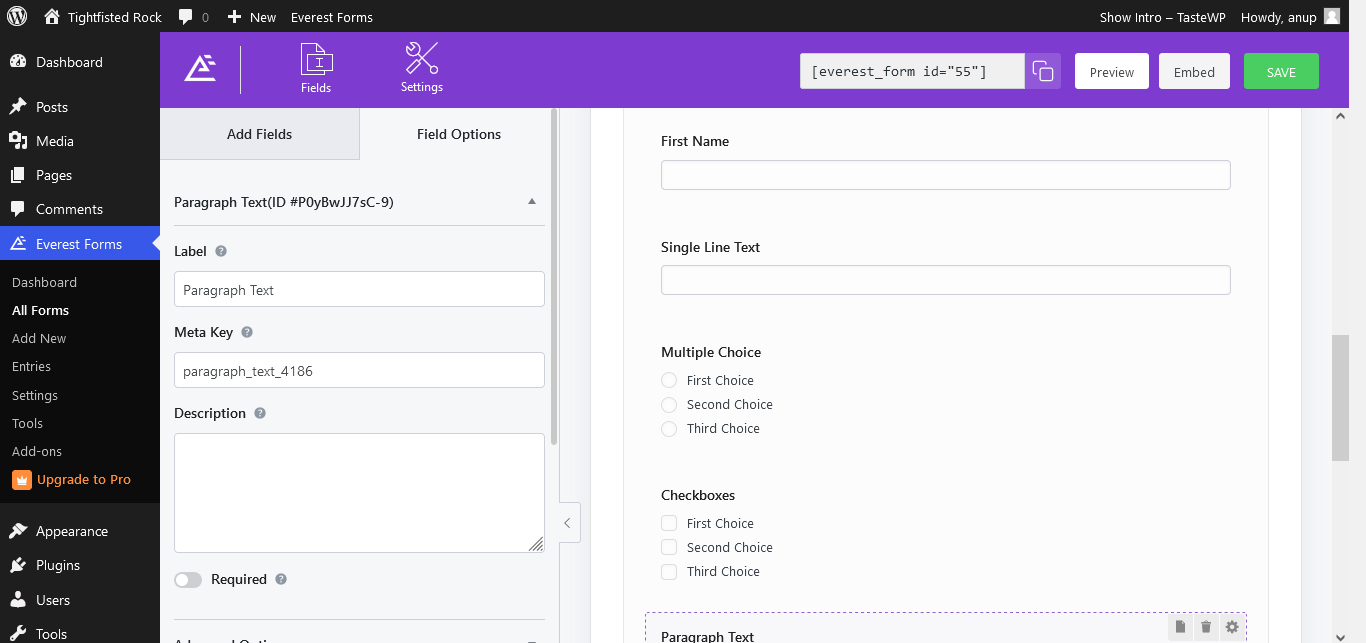 Tightfisted Rock 0 New Everest Forms Show Intro – TasteWP Howdy, anup
Dashboard
Posts
Media
Pages
Comments
Everest Forms
Dashboard
All Forms
Add New
Entries
Settings
Tools
Add-ons
Upgrade to Pro
Appearance
Plugins
Users
Tools
Fields
Settings
[everest_form id="55"]
Preview
Embed
SAVE
Add Fields
Field Options
Paragraph Text(ID #P0yBwJJ7sC-9)
Label
Paragraph Text
Meta Key
paragraph_text_4186
Description
Required
First Name
Single Line Text
Multiple Choice
First Choice
Second Choice
Third Choice
Checkboxes
First Choice
Second Choice
Third Choice
Paragraph Text